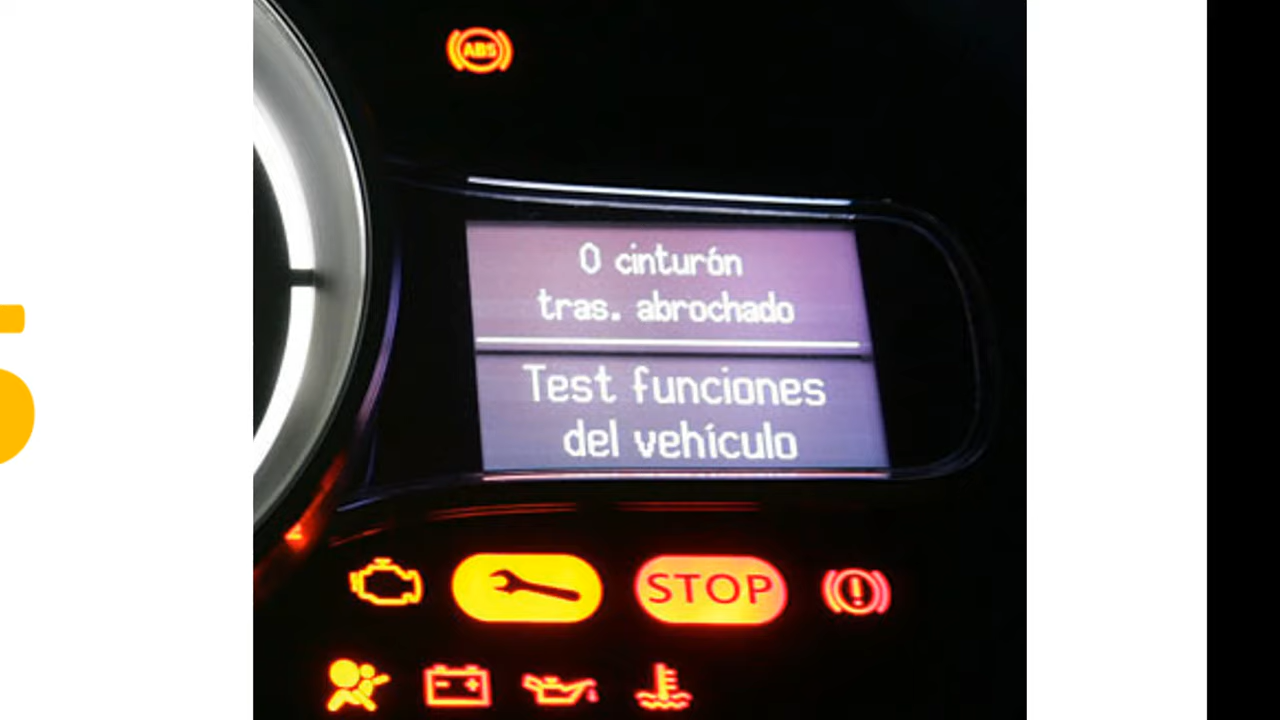 ABS
0 cinturón
tras. abrochado
Test funciones
del vehículo
STOP